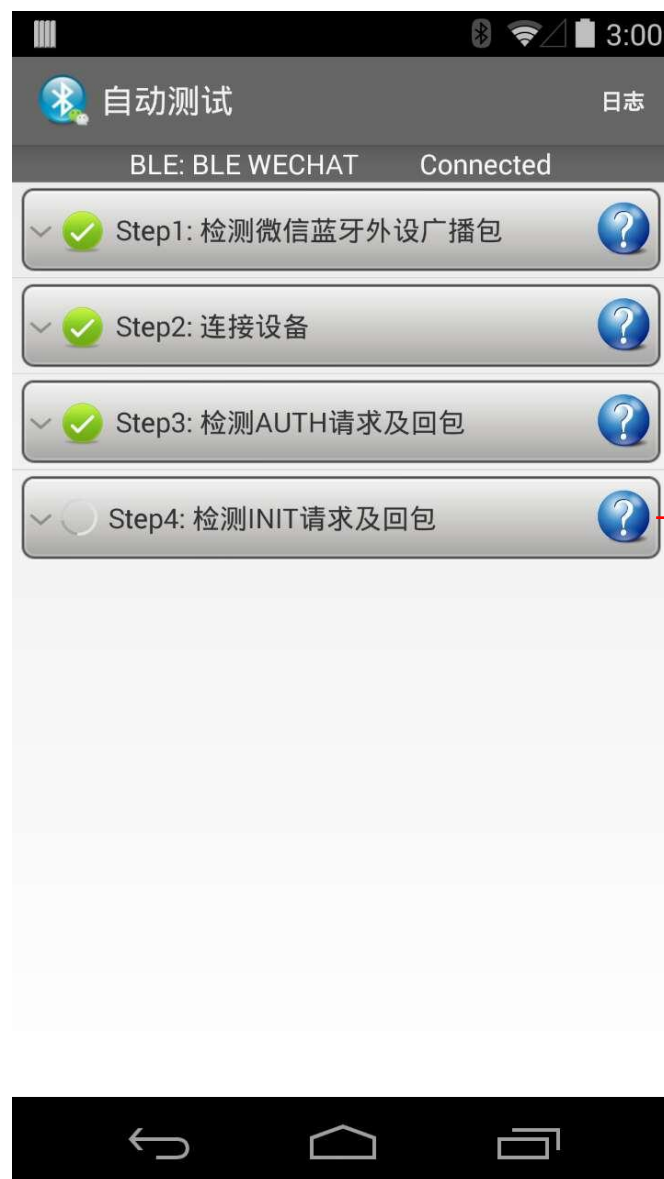 3:00
自动测试
日志
BLE: BLE WECHAT Connected
Step1: 检测微信蓝牙外设广播包
Step2: 连接设备
Step3: 检测AUTH请求及回包
Step4: 检测INIT请求及回包